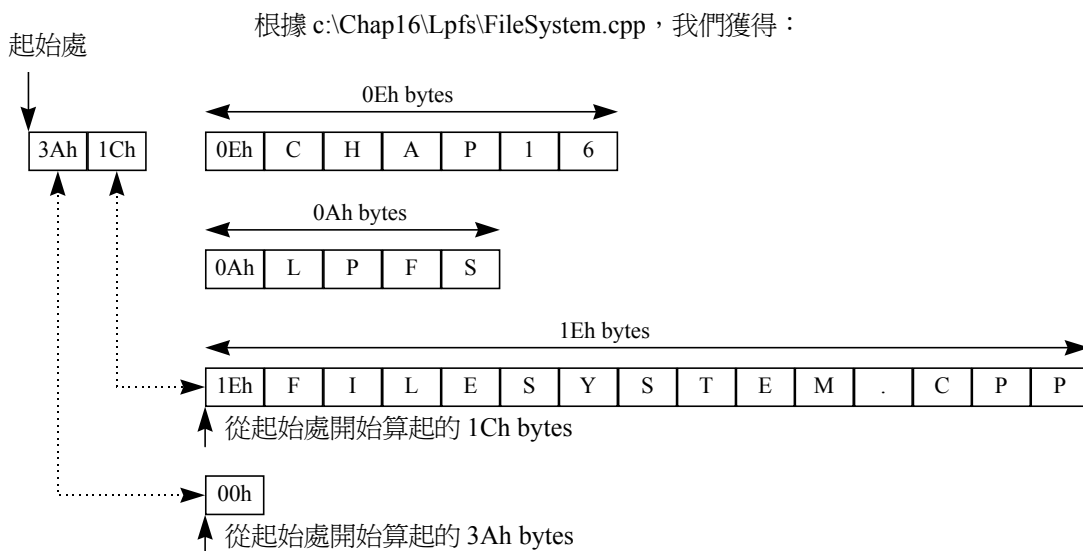 根據 c:\Chap16\Lpfs\FileSystem.cpp，我們獲得：
起始處
0Eh bytes
3Ah 1Ch 0Eh C H A P 1 6
0Ah bytes
0Ah L P F S
1Eh bytes
1Eh F I L E S Y S T E M . C P P
從起始處開始算起的 1Ch bytes
00h
從起始處開始算起的 3Ah bytes